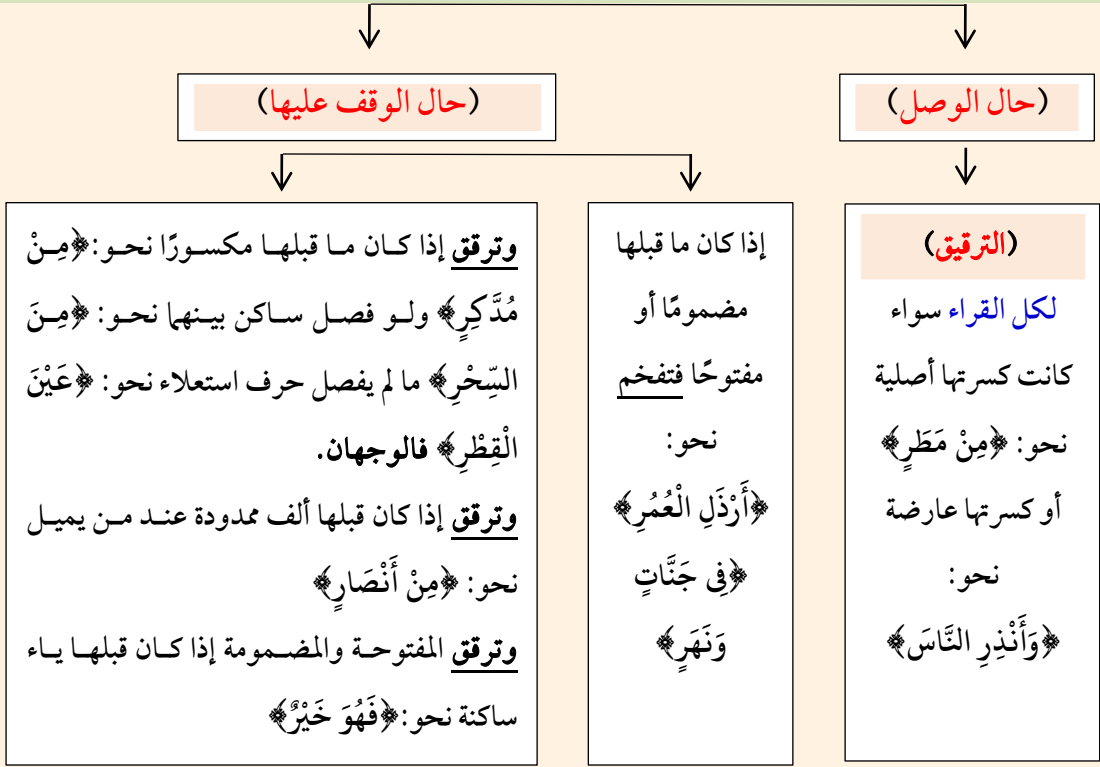 (حال الوصل)
(حال الوقف عليها)
(الترقيق)
لكل القراء سواء
كانت كسرتها أصلية
نحو: ﴿مِنْ مَطَرٍ﴾
أو كسرتها عارضة
نحو:
﴿وَأَنْذِرِ النَّاسَ﴾
إذا كان ما قبلها
مضمومًا أو
مفتوحًا فتفخم
نحو:
﴿أَرْذَلِ الْعُمُرِ﴾
﴿فِى جَنَّاتٍ
وَنَهَرٍ﴾
وترقق إذا كان ما قبلها مكسورًا نحو:﴿مِنْ
مُدَّكِرٍ﴾ ولو فصل ساكن بينهما نحو: ﴿مِنَ
السِّحْرِ﴾ ما لم يفصل حرف استعلاء نحو: ﴿عَيْنَ
الْقِطْرِ﴾ فالوجهان.
وترقق إذا كان قبلها ألف ممدودة عند من يميل
نحو: ﴿مِنْ أَنْصَارٍ﴾
وترقق المفتوحة والمضمومة إذا كان قبلها ياء
ساكنة نحو:﴿فَهُوَ خَيْرٌ﴾